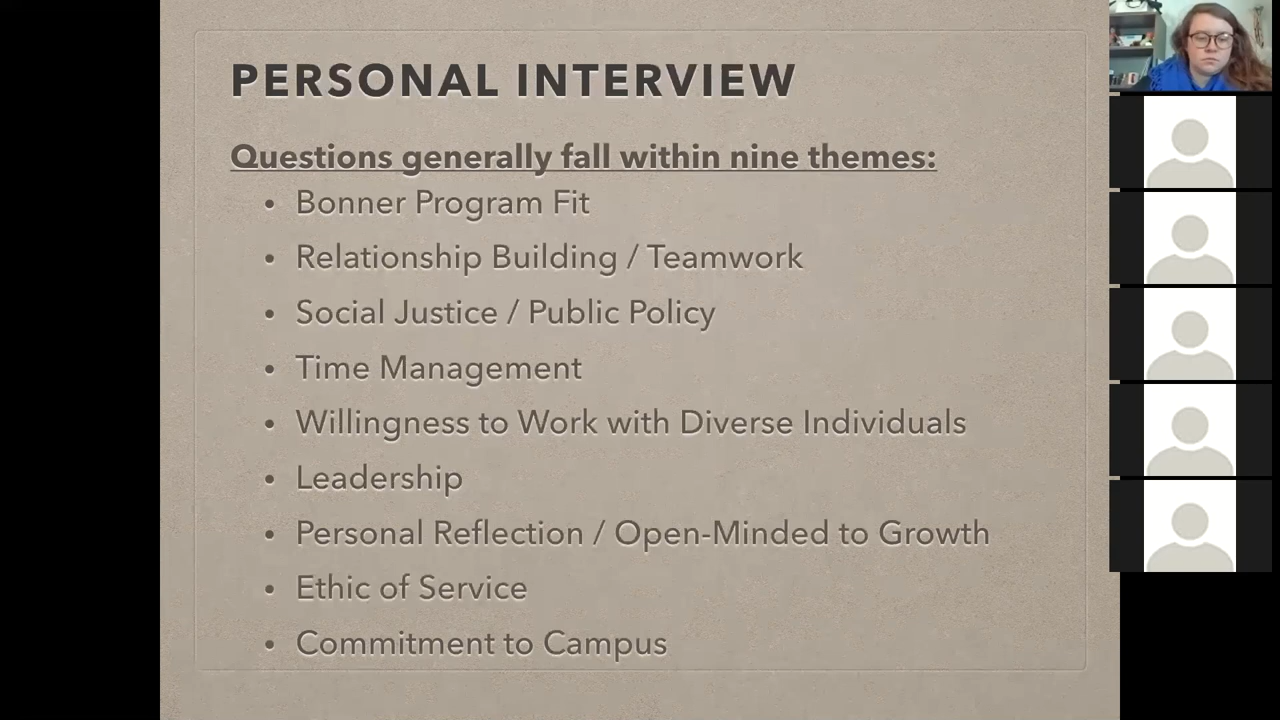 PERSONAL INTERVIEW
Questions generally fall within nine themes:
• Bonner Program Fit
• Relationship Building / Teamwork
• Social Justice / Public Policy
• Time Management
• Willingness to Work with Diverse Individuals
• Leadership
• Personal Reflection / Open-Minded to Growth
• Ethic of Service
• Commitment to Campus